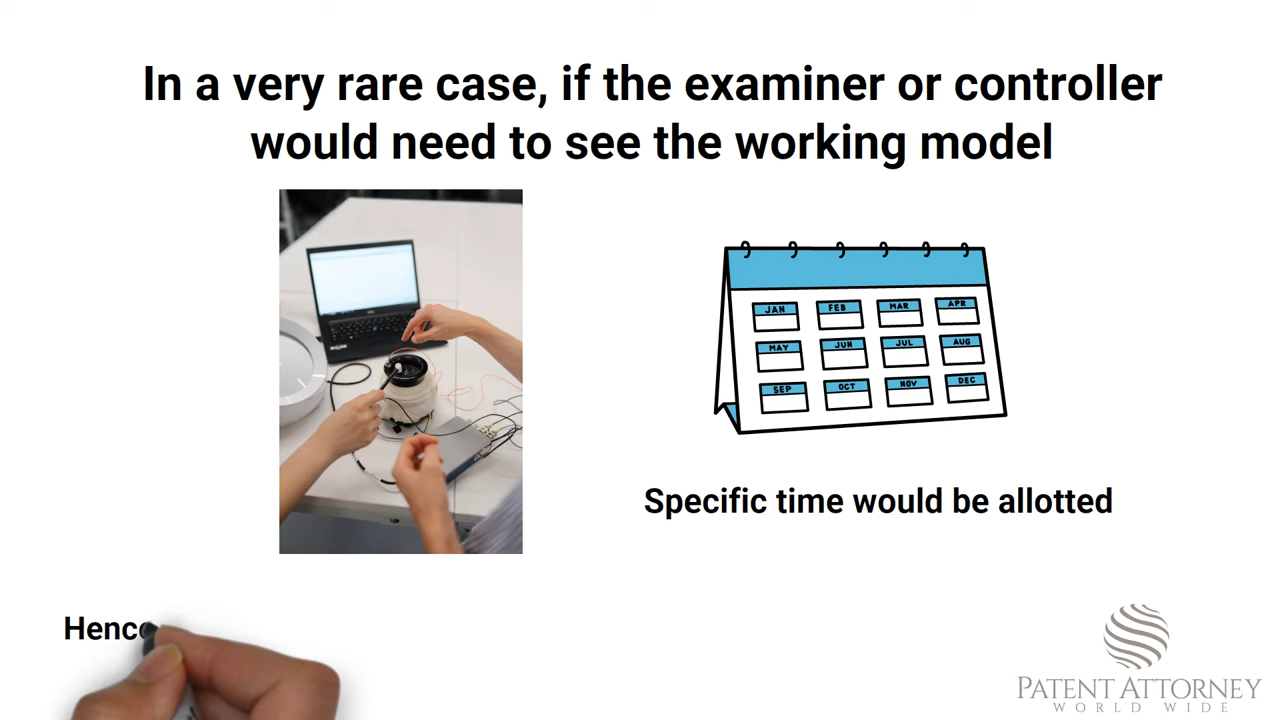 In a very rare case, if the examiner or controller
would need to see the working model
JAN FEB MAR APR
MAY JUN JUL AUG
SEP OCT NOV DEC
Specific time would be allotted
Henc
PATENT ATTORNEY
WORLD WIDE